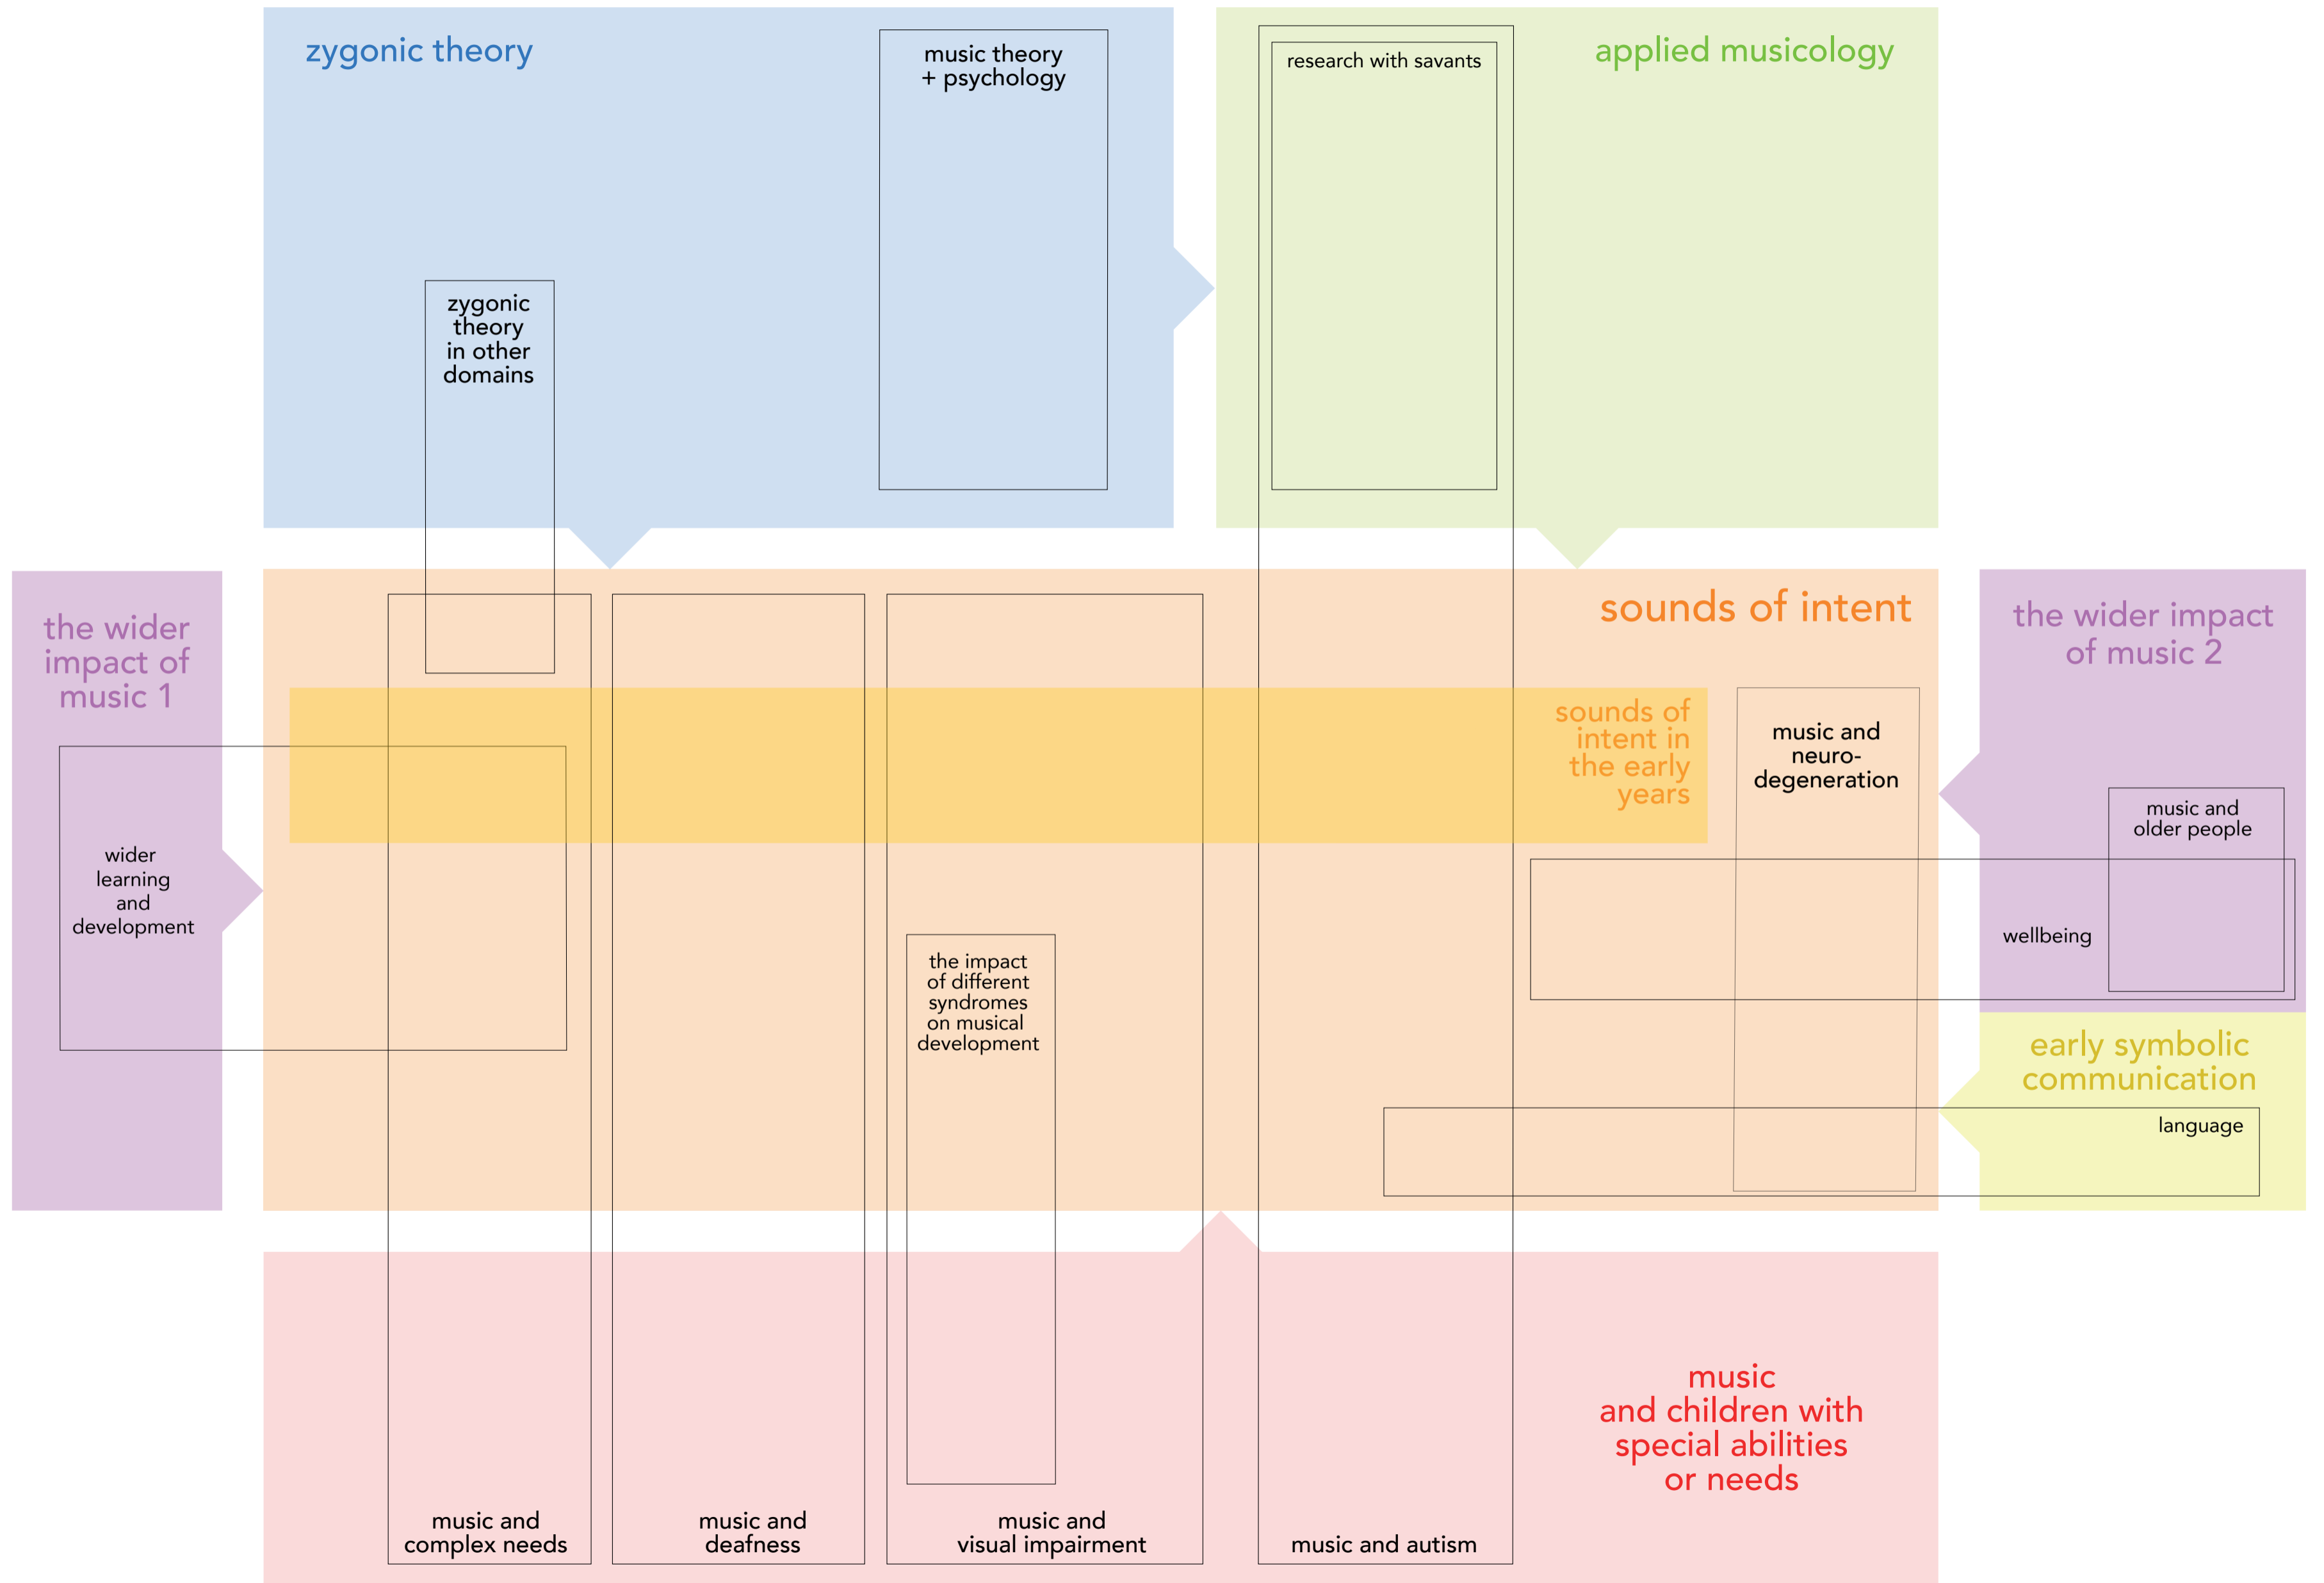 zygonic theory
music theory
+ psychology
research with savants
applied musicology
zygonic
theory
in other
domains
the wider
impact of
music 1
sounds of intent
the wider impact
of music 2
sounds of
intent in
the early
years
music and
neuro-
degeneration
music and
older people
wider
learning
and
development
wellbeing
the impact
of different
syndromes
on musical
development
early symbolic
communication
language
music
and children with
special abilities
or needs
music and
complex needs
music and
deafness
music and
visual impairment
music and autism